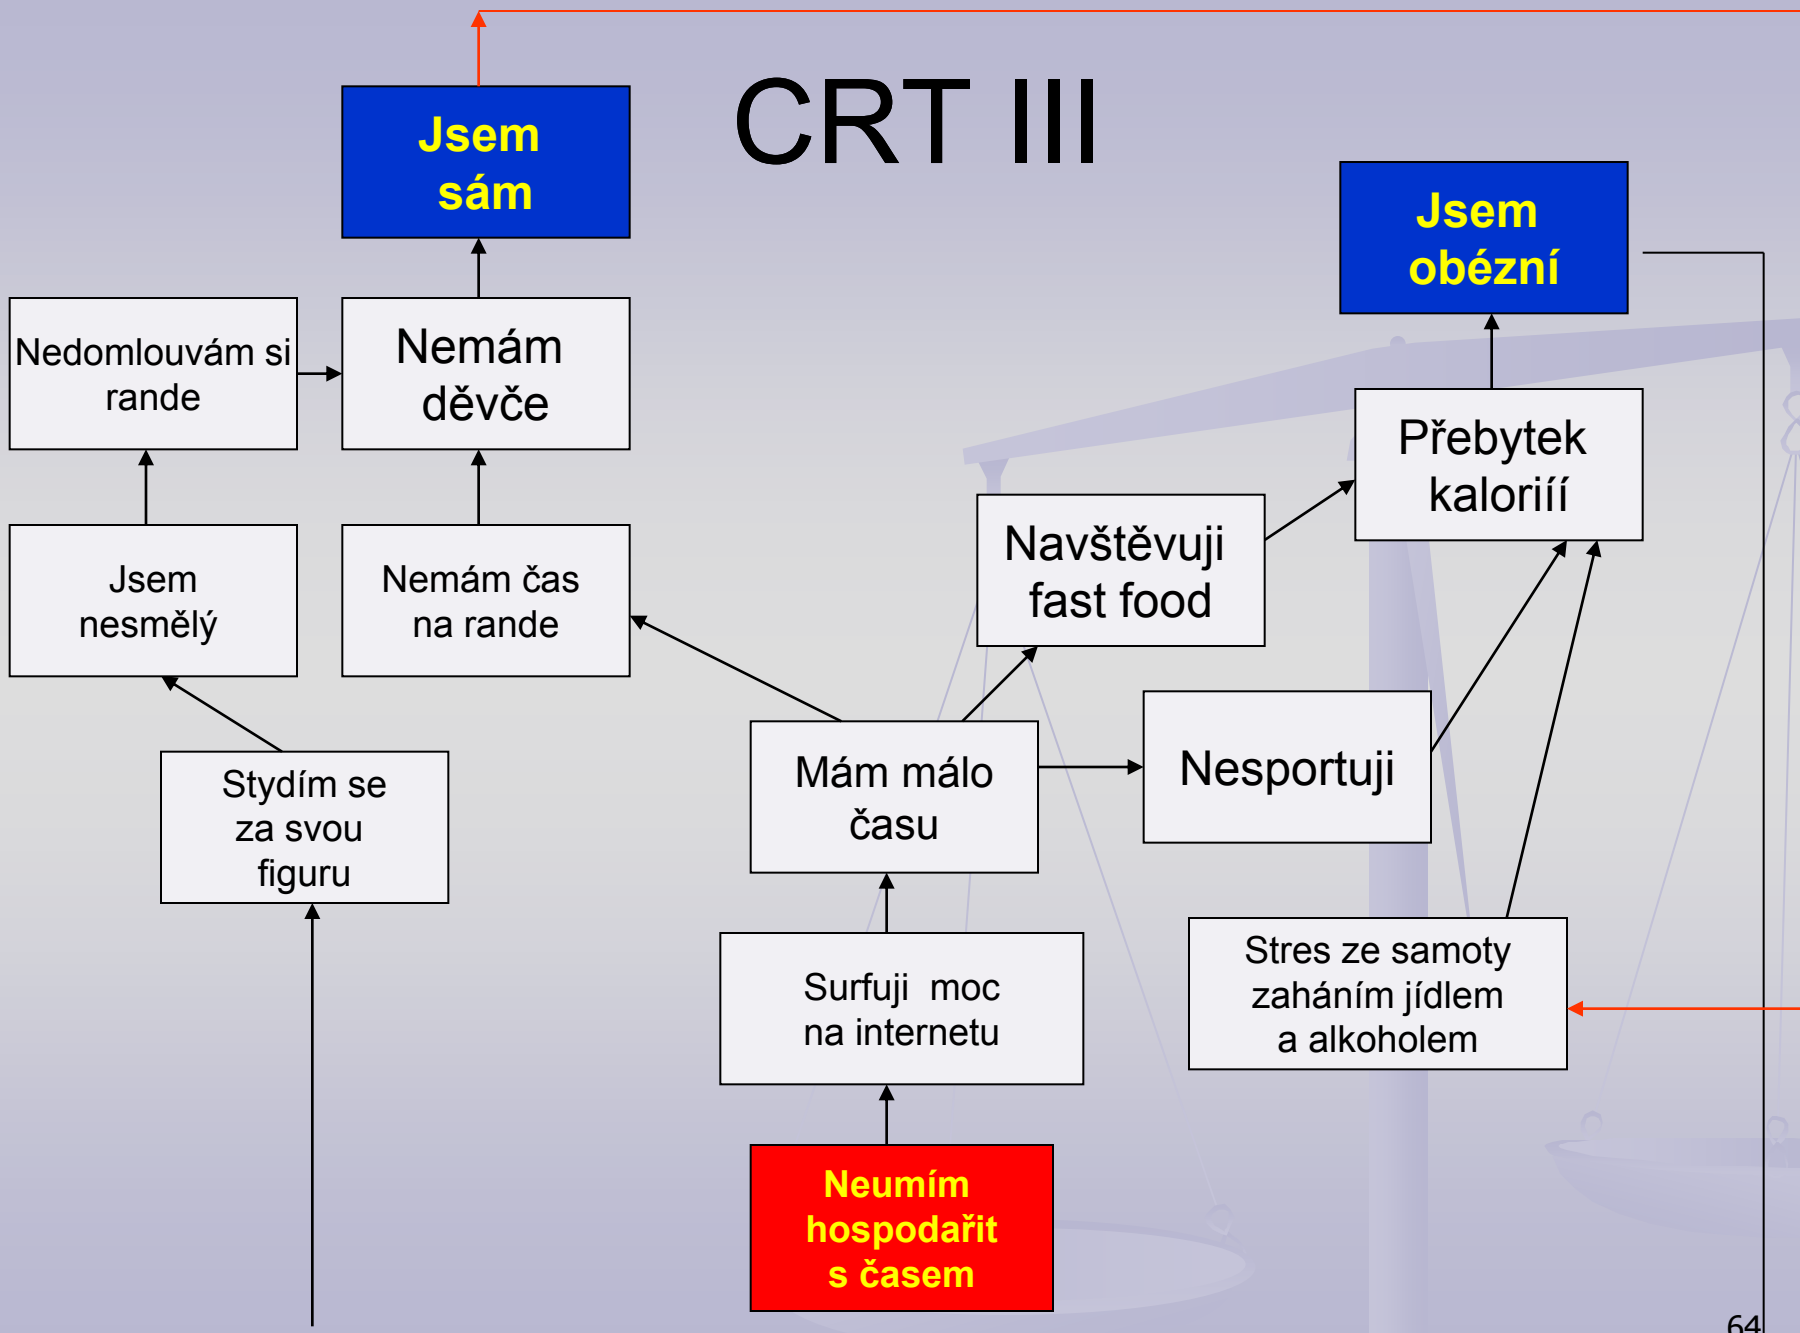 CRT III
Jsem
sám
Jsem
obézní
Nedomlouvám si
rande
Nemám
děvče
Přebytek
kaloriíí
Jsem
nesmělý
Nemám čas
na rande
Navštěvuji
fast food
Stydím se
za svou
figuru
Mám málo
času
Nesportuji
Surfuji  moc
na internetu
Stres ze samoty
zaháním jídlem
a alkoholem
Neumím
hospodařit
s časem
64